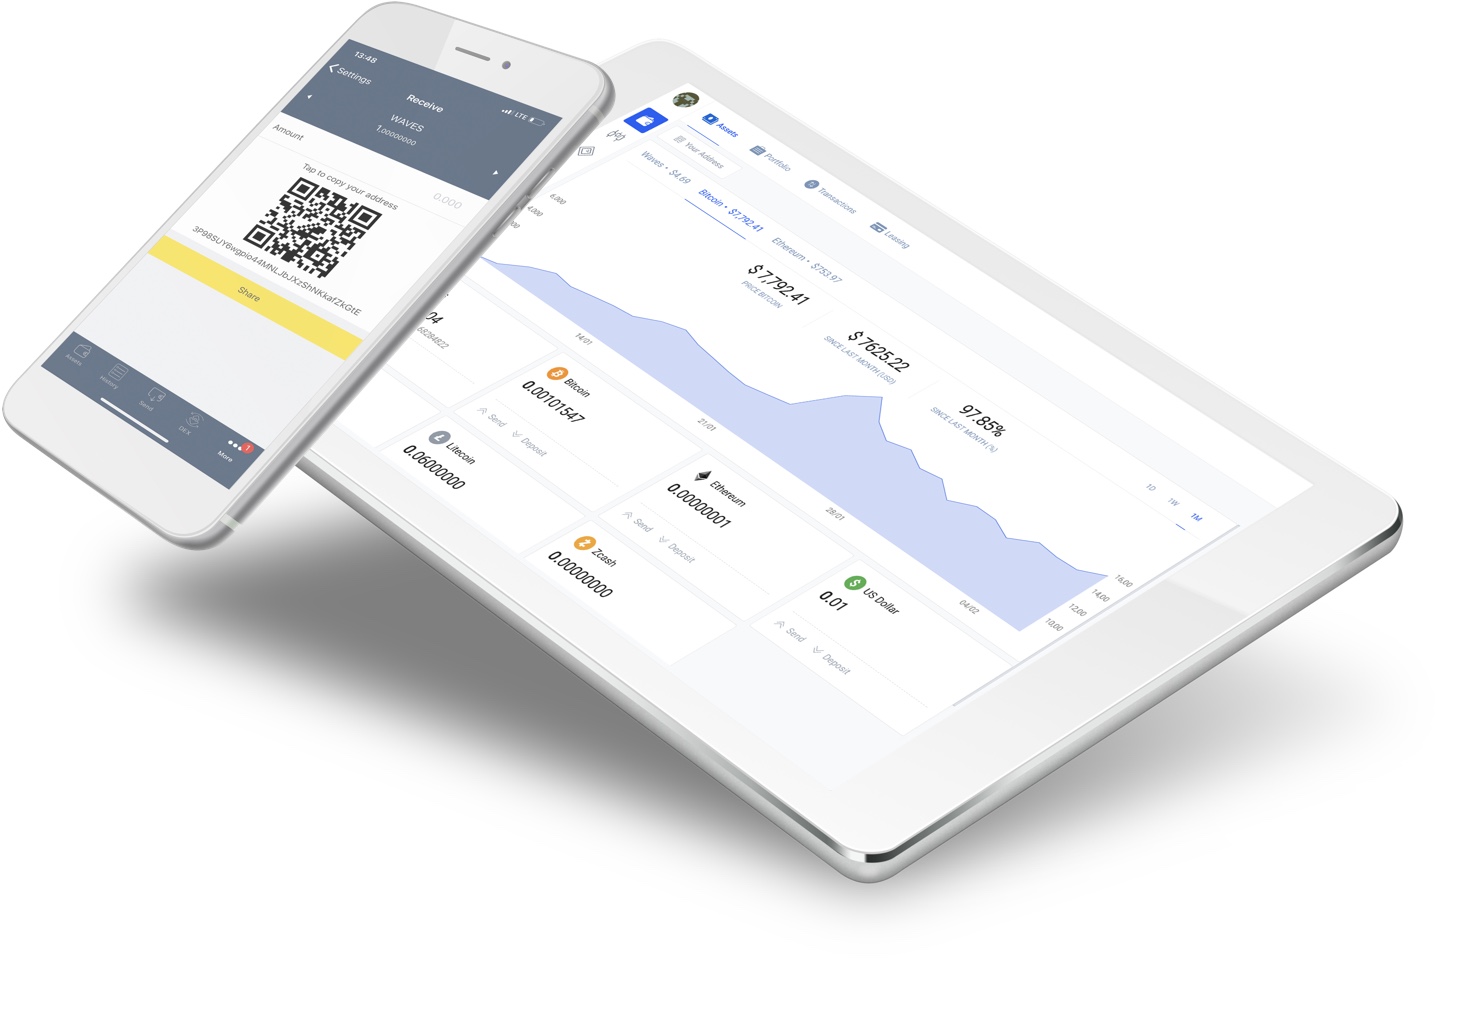 13:48
LTE
Settings
Receive
WAVES
1.00000000
Amount
0.000
Tap to copy your address
3P98SUY6wgpio44MNLJbJXzShNKkafZkGtE
Share
Assets
History
Send
DEX
More
1
Assets
Portfolio
Transactions
Leasing
Your Address
Waves • $4.69
Bitcoin • $7,792.41
Ethereum • $753.97
$ 7,792.41
PRICE BITCOIN
$ 7625.22
SINCE LAST MONTH (USD)
97.85%
SINCE LAST MONTH (%)
1D
1W
1M
6,000
4,000
14/01
21/01
28/01
04/02
16,00
14,00
12,00
10,00
04
68284822
Bitcoin
0.00101547
Send
Deposit
Ethereum
0.00000001
Send
Deposit
US Dollar
0.01
Send
Deposit
Litecoin
0.06000000
Zcash
0.00000000